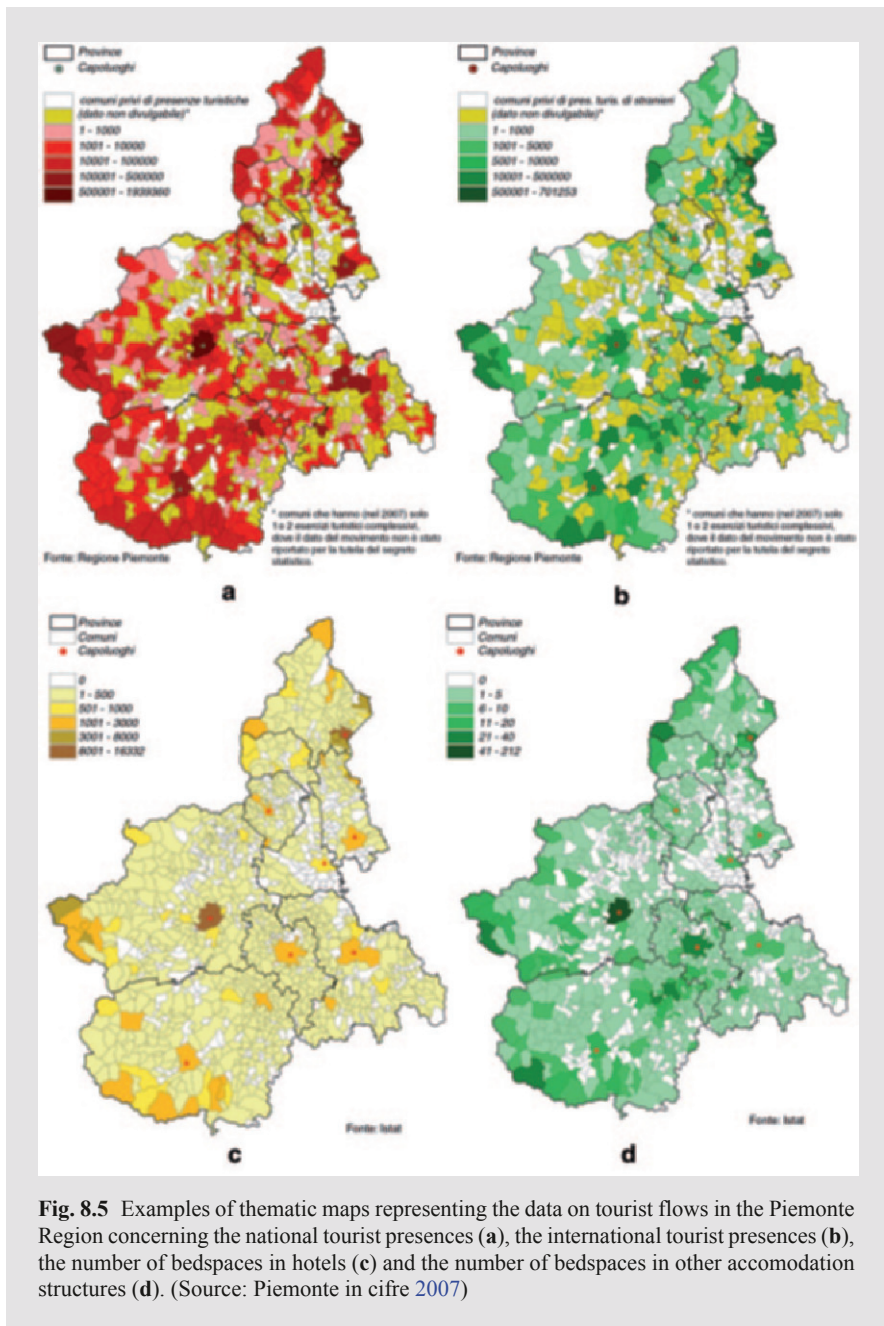 Province
Capoluoghi
comuni privi di presenze turistiche
(dato non divulgabile)*
1 - 1000
1001 - 10000
10001 - 100000
100001 - 500000
500001 - 1939360
* comuni che hanno (nel 2007) solo
1 o 2 esercizi turistici complessivi,
dove il dato del movimento non è stato
riportato per la tutela del segreto
statistico.
Fonte: Regione Piemonte
a
Province
Capoluoghi
comuni privi di pres. turis. di stranieri
(dato non divulgabile)*
1 - 1000
1001 - 5000
5001 - 10000
10001 - 500000
500001 - 701253
* comuni che hanno (nel 2007) solo
1 o 2 esercizi turistici complessivi,
dove il dato del movimento non è stato
riportato per la tutela del segreto
statistico.
Fonte: Regione Piemonte
b
Province
Comuni
Capoluoghi
0
1 - 500
501 - 1000
1001 - 3000
3001 - 8000
8001 - 16332
Fonte: Istat
c
Province
Comuni
Capoluoghi
0
1 - 5
6 - 10
11 - 20
21 - 40
41 - 212
Fonte: Istat
d
Fig. 8.5 Examples of thematic maps representing the data on tourist flows in the Piemonte
Region concerning the national tourist presences (a), the international tourist presences (b),
the number of bedspaces in hotels (c) and the number of bedspaces in other accomodation
structures (d). (Source: Piemonte in cifre 2007)